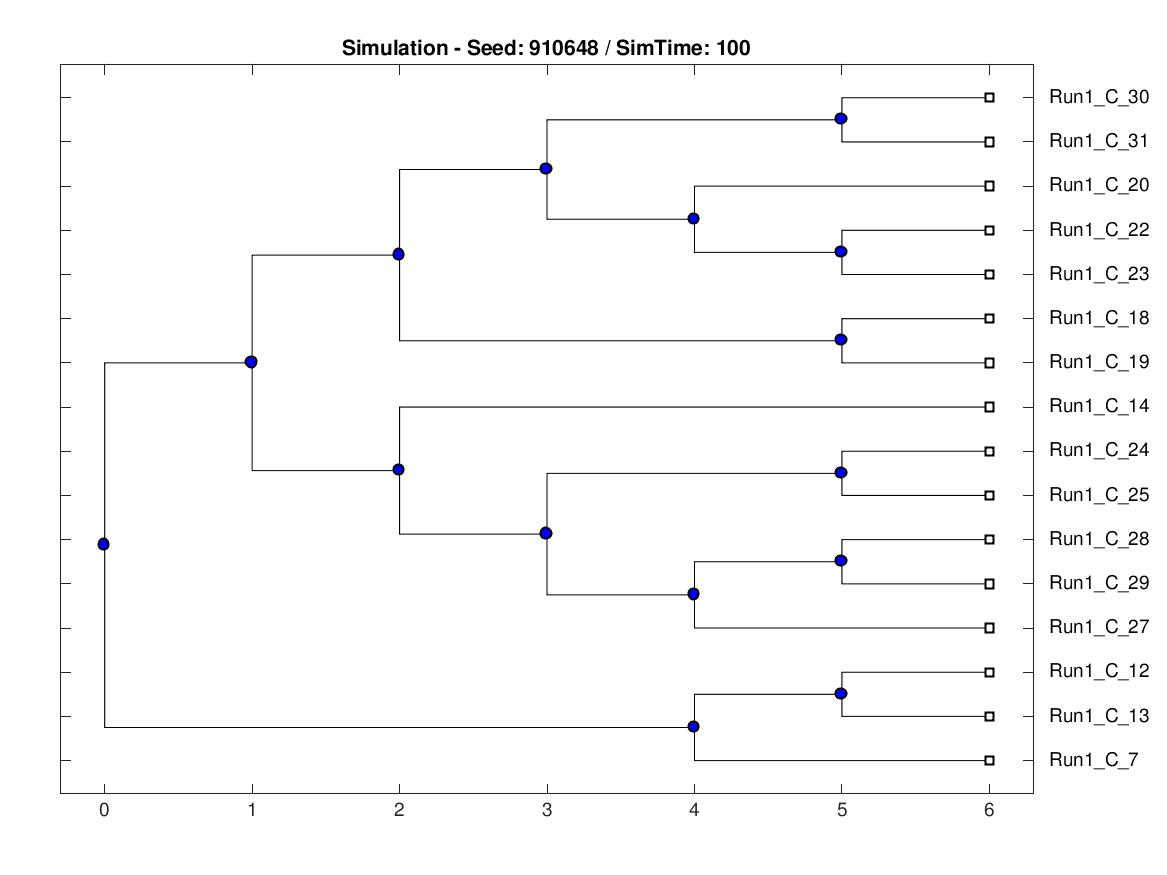 Simulation - Seed: 910648 / SimTime: 100
Run1_C_30
Run1_C_31
Run1_C_20
Run1_C_22
Run1_C_23
Run1_C_18
Run1_C_19
Run1_C_14
Run1_C_24
Run1_C_25
Run1_C_28
Run1_C_29
Run1_C_27
Run1_C_12
Run1_C_13
Run1_C_7
0 1 2 3 4 5 6